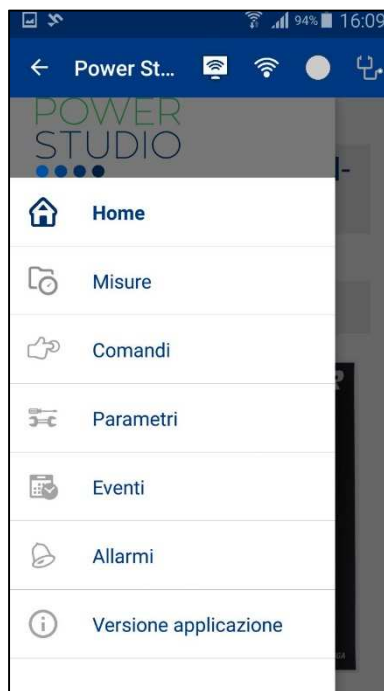 94% 16:09
Power St...
POWER
STUDIO
Home
Misure
Comandi
Parametri
Eventi
Allarmi
Versione applicazione